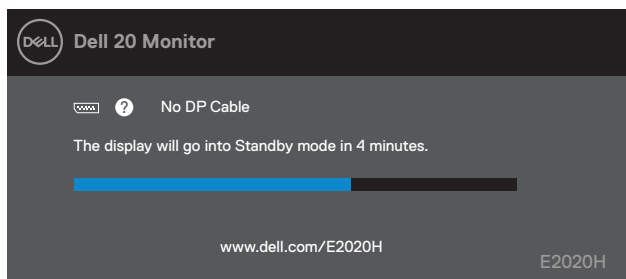 DELL
Dell 20 Monitor
? No DP Cable
The display will go into Standby mode in 4 minutes.
www.dell.com/E2020H
E2020H